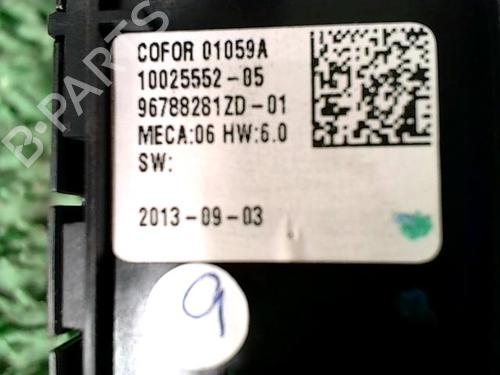 COFOR 01059A
10025552-05
96788281ZD-01
MECA:06 HW:6.0
SW:
2013-09-03
9
B-Parts